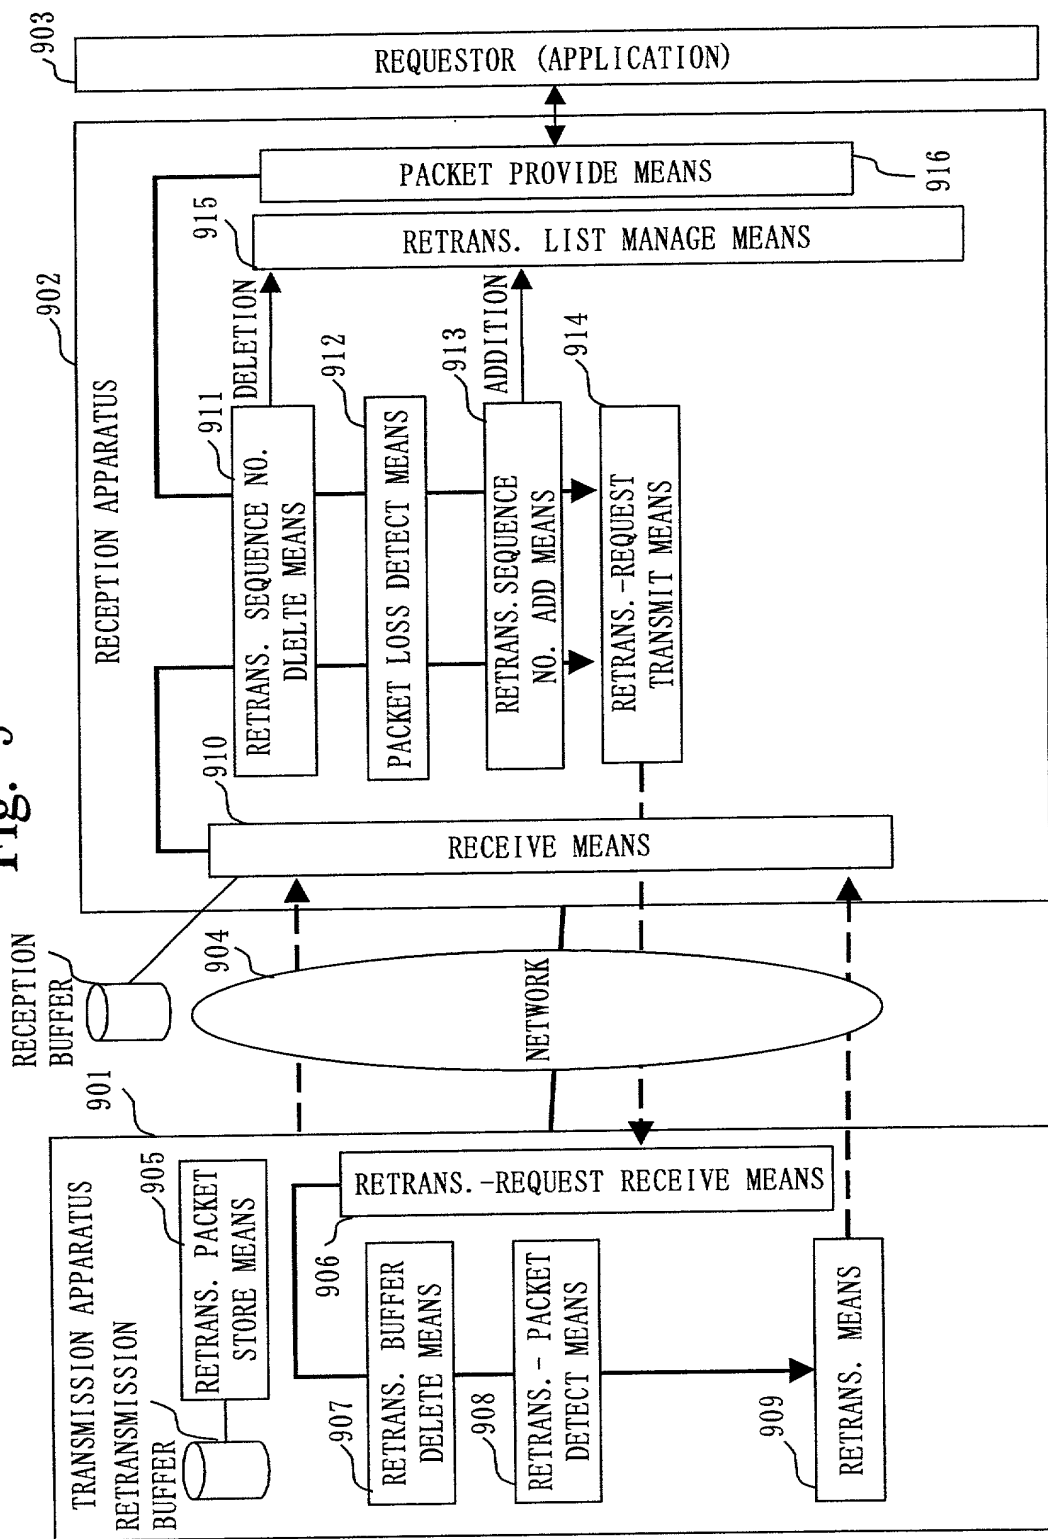 Fig. 9
TRANSMISSION APPARATUS
901
RETRANSMISSION
BUFFER
RETRANS. PACKET
STORE MEANS
905
RETRANS.-REQUEST RECEIVE MEANS
906
RETRANS. BUFFER
DELETE MEANS
907
RETRANS.- PACKET
DETECT MEANS
908
RETRANS. MEANS
909
RECEPTION
BUFFER
904
NETWORK
RECEPTION APPARATUS
902
RECEIVE MEANS
910
RETRANS. SEQUENCE NO.
DLELTE MEANS
911
DELETION
PACKET LOSS DETECT MEANS
912
RETRANS.SEQUENCE
NO. ADD MEANS
913
ADDITION
RETRANS.-REQUEST
TRANSMIT MEANS
914
RETRANS. LIST MANAGE MEANS
915
PACKET PROVIDE MEANS
916
REQUESTOR (APPLICATION)
903